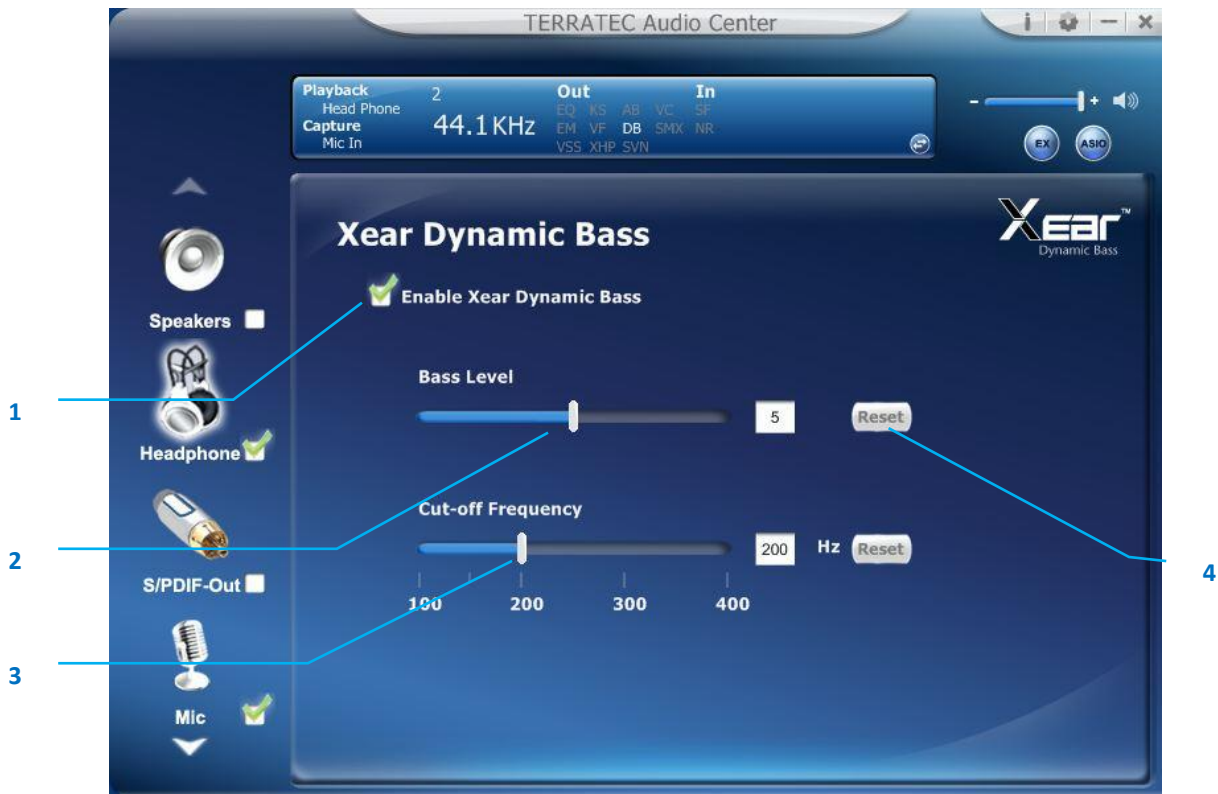 TERRATEC Audio Center
i
Playback 2 Out In
Head Phone EQ KS AB VC SF
Capture 44.1KHz EM VF DB SMX NR
Mic In VSS XHP SVN
- +
EX ASIO
Xear Dynamic Bass
Xear™
Dynamic Bass
Enable Xear Dynamic Bass
Speakers
Bass Level
1
5 Reset
Headphone
Cut-off Frequency
2
200 Hz Reset
4
S/PDIF-Out
100 200 300 400
3
Mic